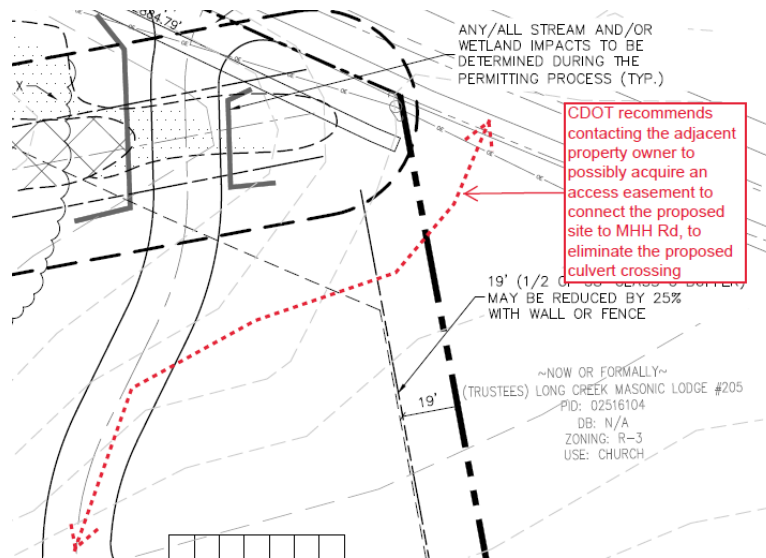 884.79'
ANY/ALL STREAM AND/OR
WETLAND IMPACTS TO BE
DETERMINED DURING THE
PERMITTING PROCESS (TYP.)
X
CDOT recommends
contacting the adjacent
property owner to
possibly acquire an
access easement to
connect the proposed
site to MHH Rd, to
eliminate the proposed
culvert crossing
19' (1/2 OF
MAY BE REDUCED BY 25%
WITH WALL OR FENCE
19'
~NOW OR FORMALLY~
(TRUSTEES) LONG CREEK MASONIC LODGE #205
PID: 02516104
DB: N/A
ZONING: R-3
USE: CHURCH